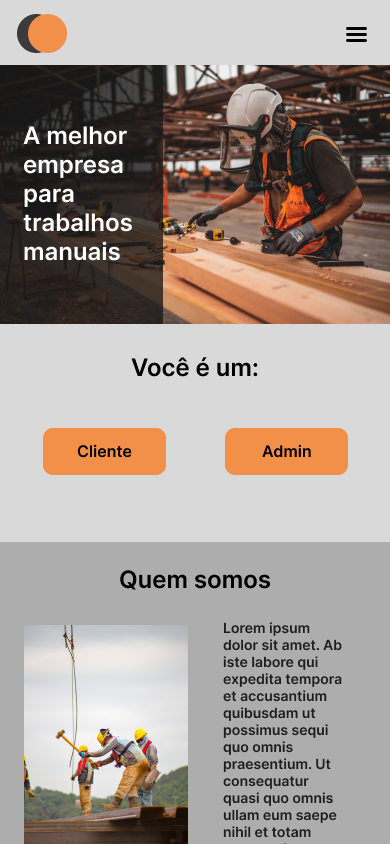 A melhor
empresa
para
trabalhos
manuais
Você é um:
Cliente
Admin
Quem somos
Lorem ipsum
dolor sit amet. Ab
iste labore qui
expedita tempora
et accusantium
quibusdam ut
possimus sequi
quo omnis
praesentium. Ut
consequatur
quasi quo omnis
ullam eum saepe
nihil et totam